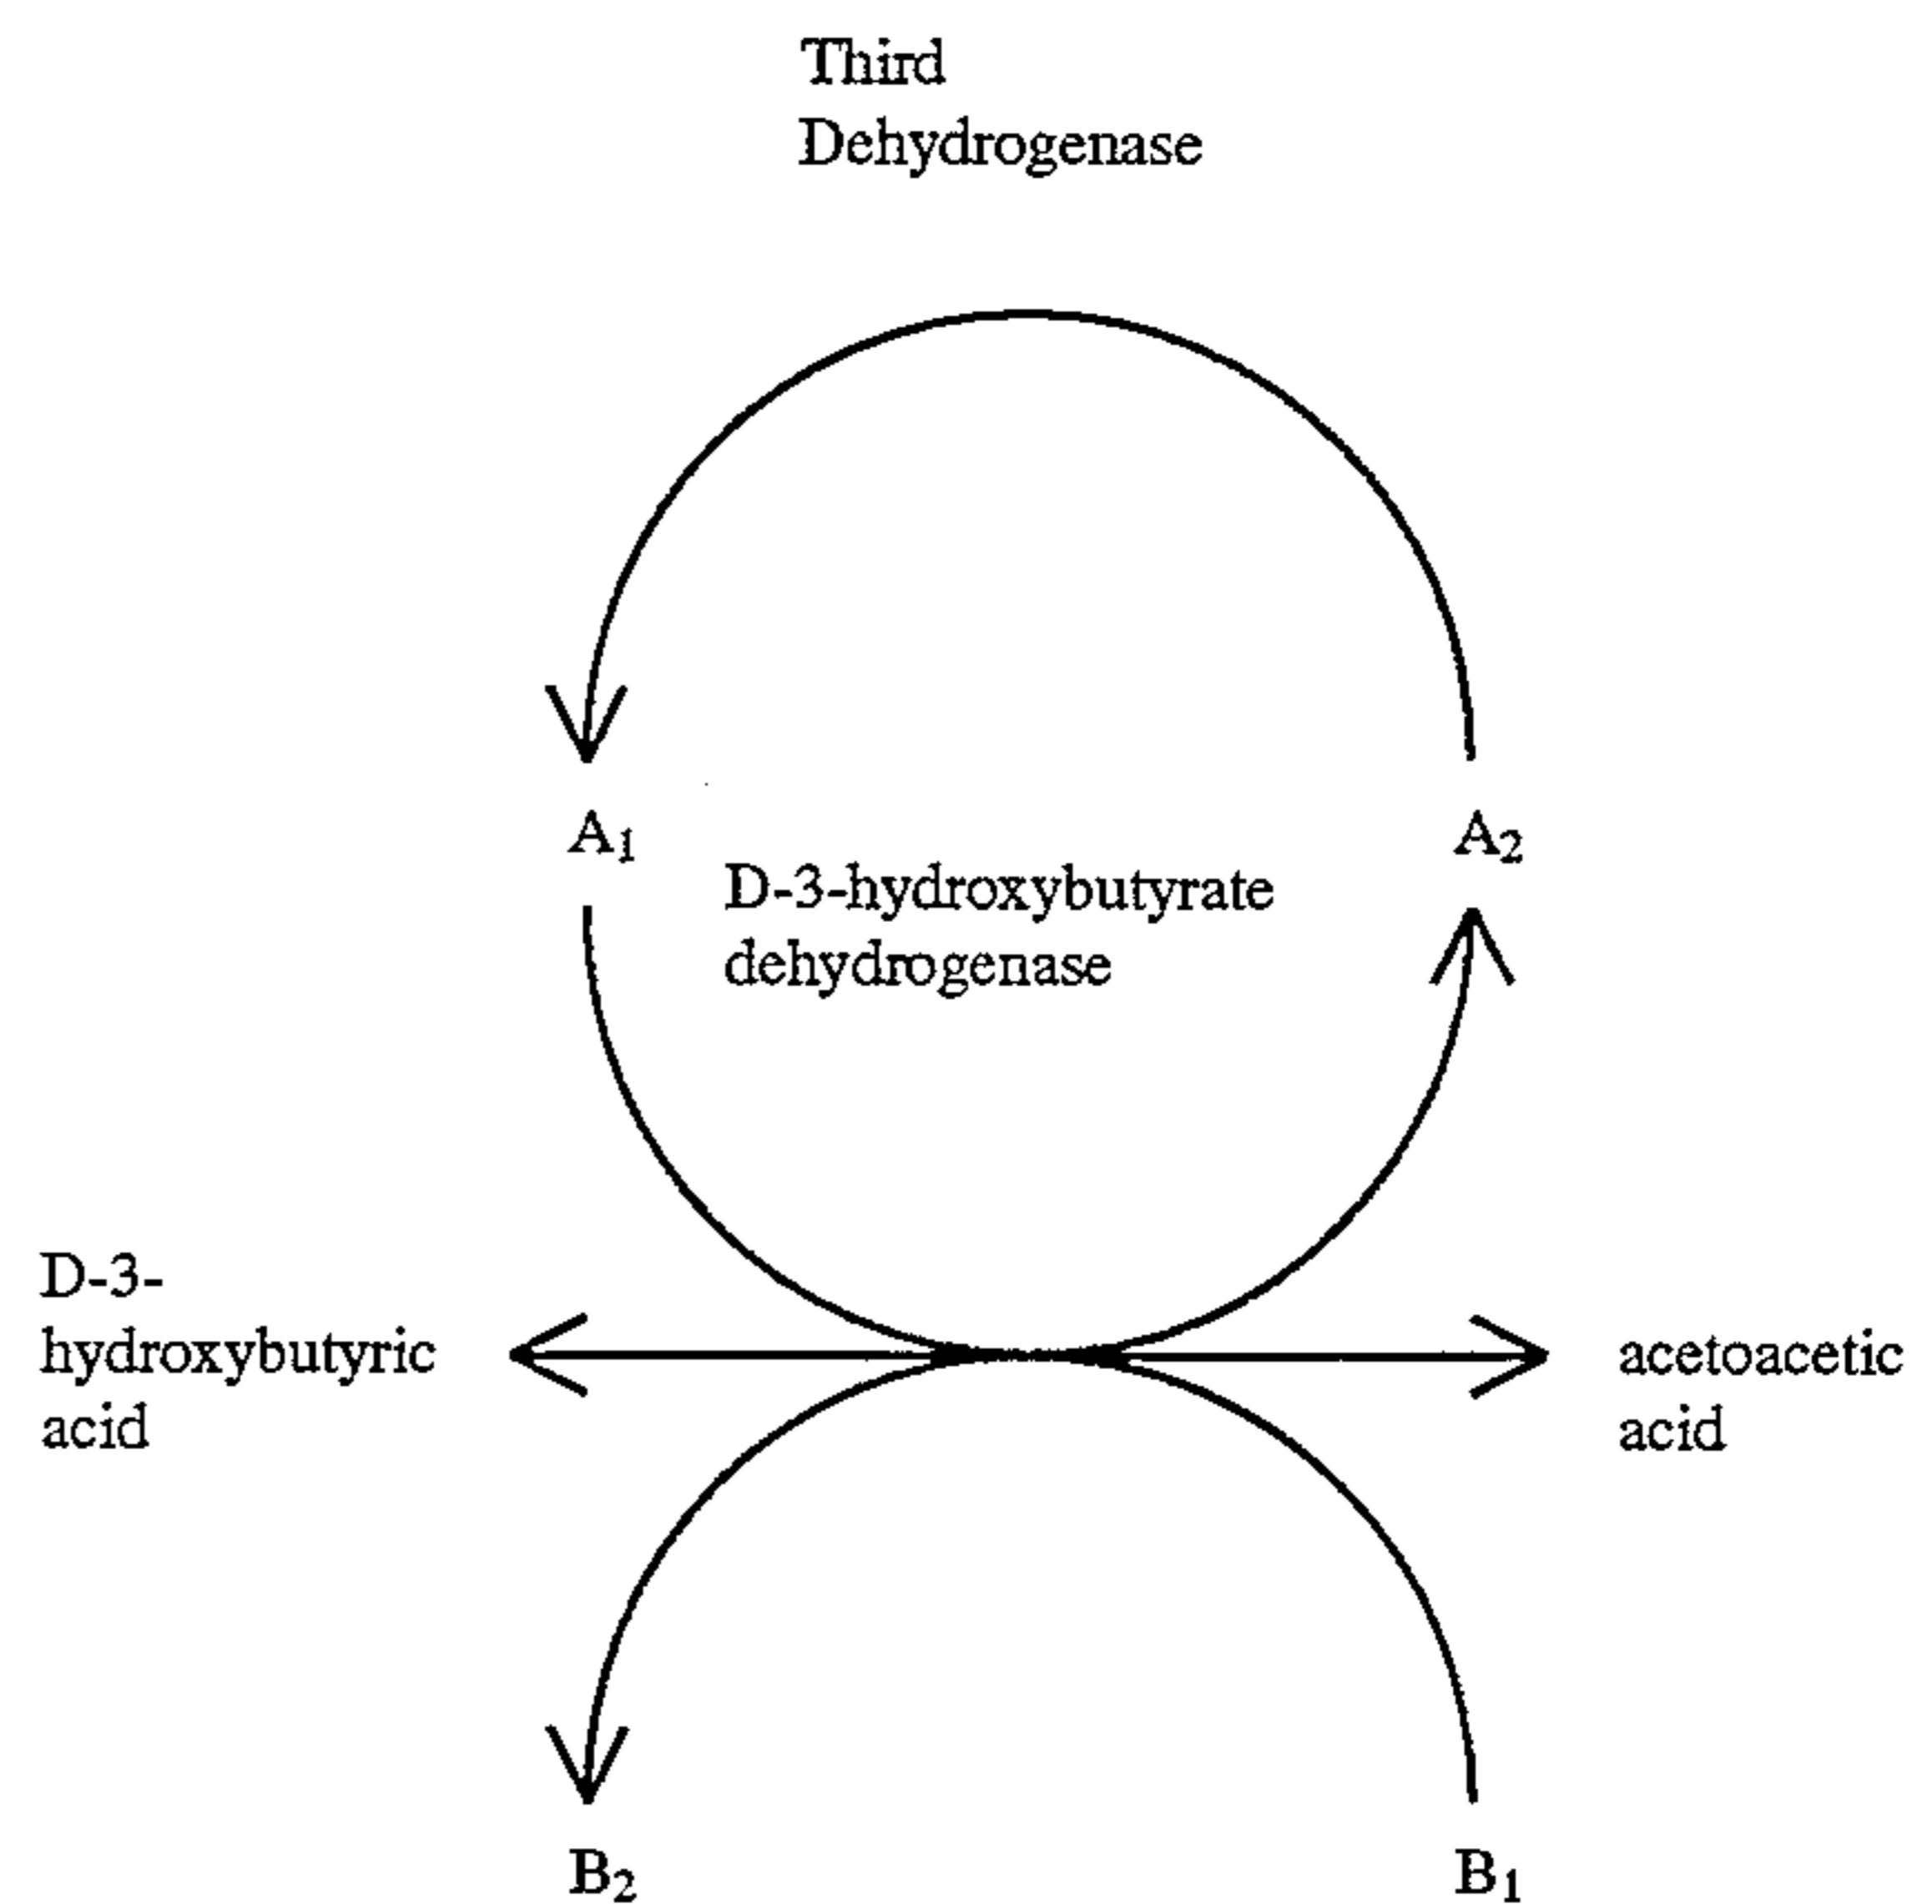 Third
Dehydrogenase
A₁
A₂
D-3-hydroxybutyrate
dehydrogenase
D-3-
hydroxybutyric
acid
acetoacetic
acid
B₂
B₁